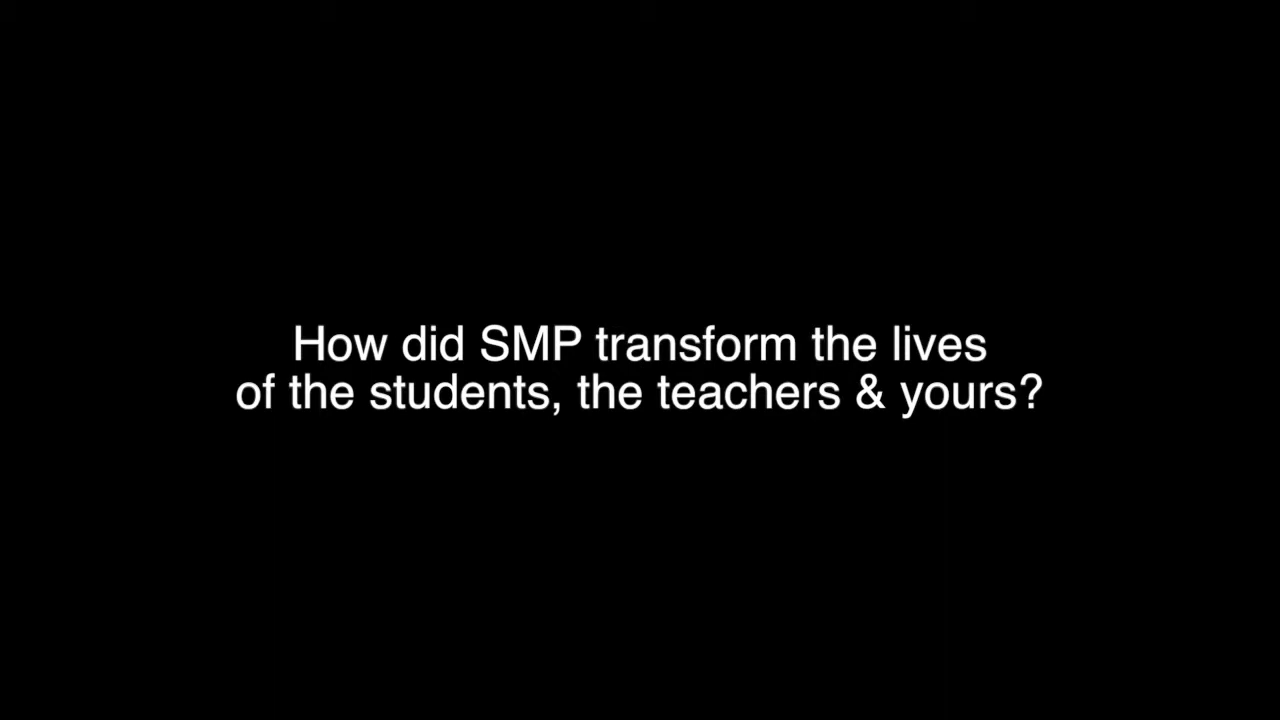 How did SMP transform the lives
of the students, the teachers & yours?